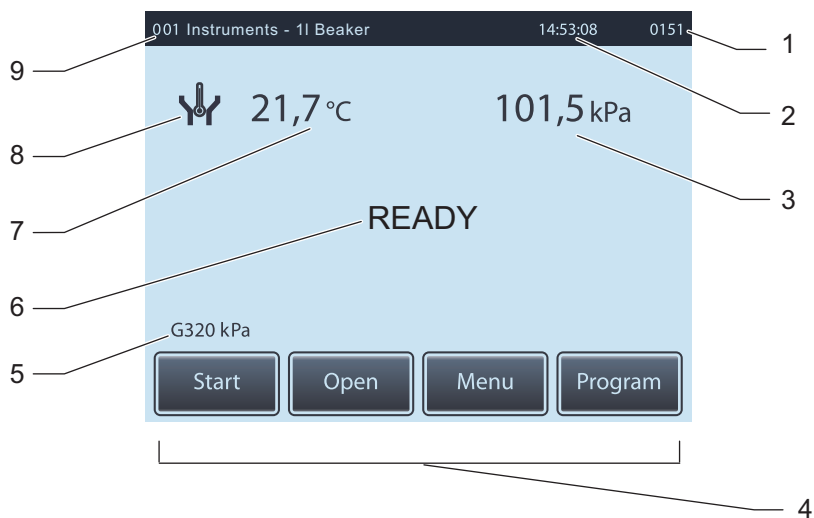 001 Instruments - 1l Beaker 14:53:08 0151
1
9
2
21,7 °C 101,5 kPa
8
3
7
READY
6
G320 kPa
5
Start Open Menu Program
4